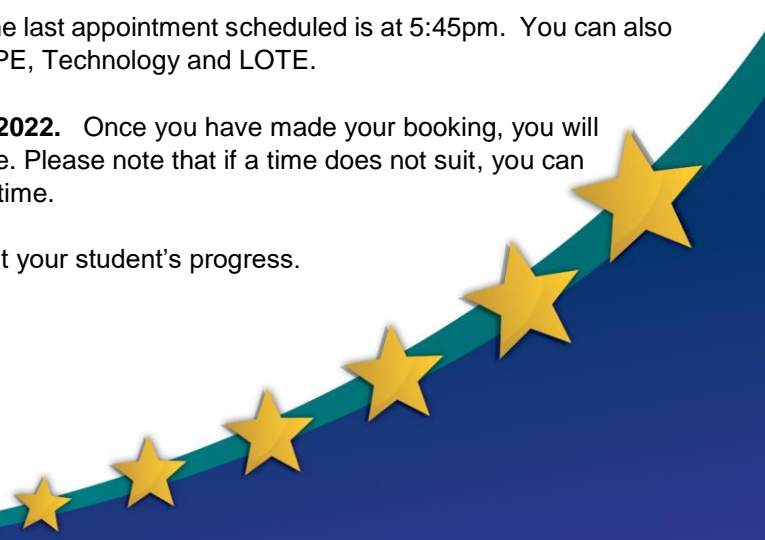 ne last appointment scheduled is at 5:45pm.  You can also
PE, Technology and LOTE.
2022.   Once you have made your booking, you will
e. Please note that if a time does not suit, you can
time.
t your student’s progress.